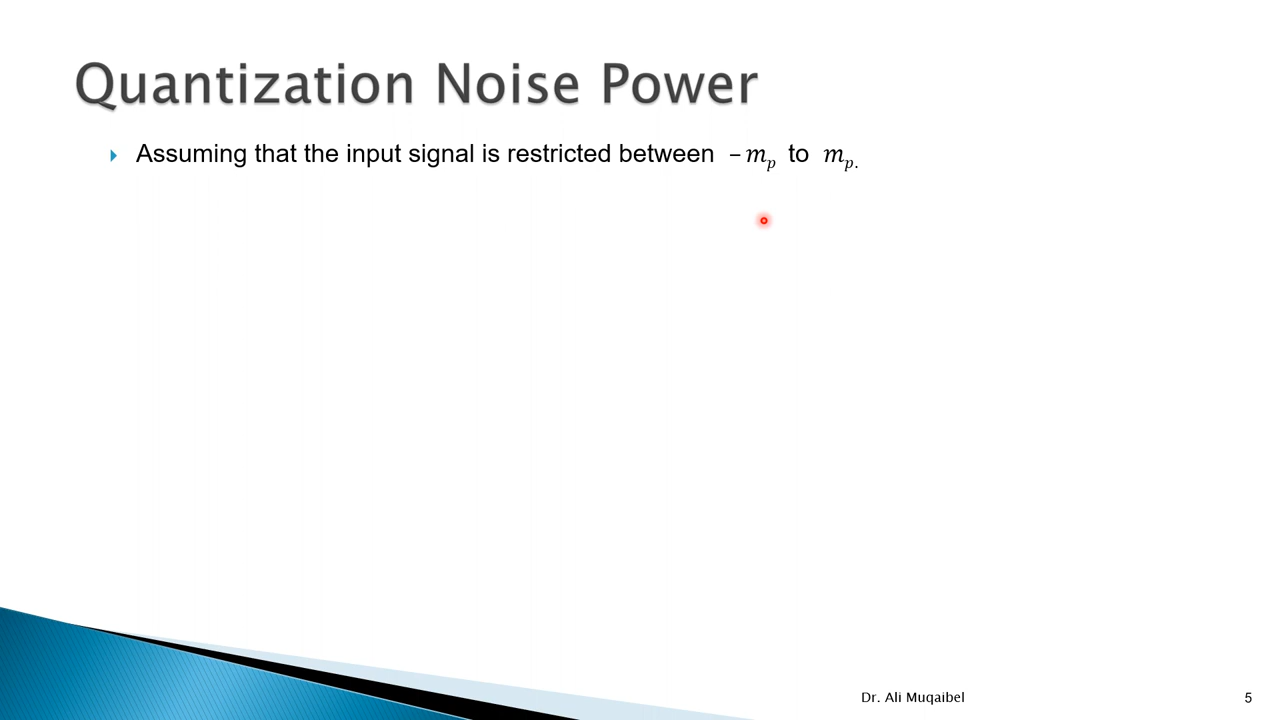 Quantization Noise Power
Assuming that the input signal is restricted between −m_p to m_p.
Dr. Ali Muqaibel
5